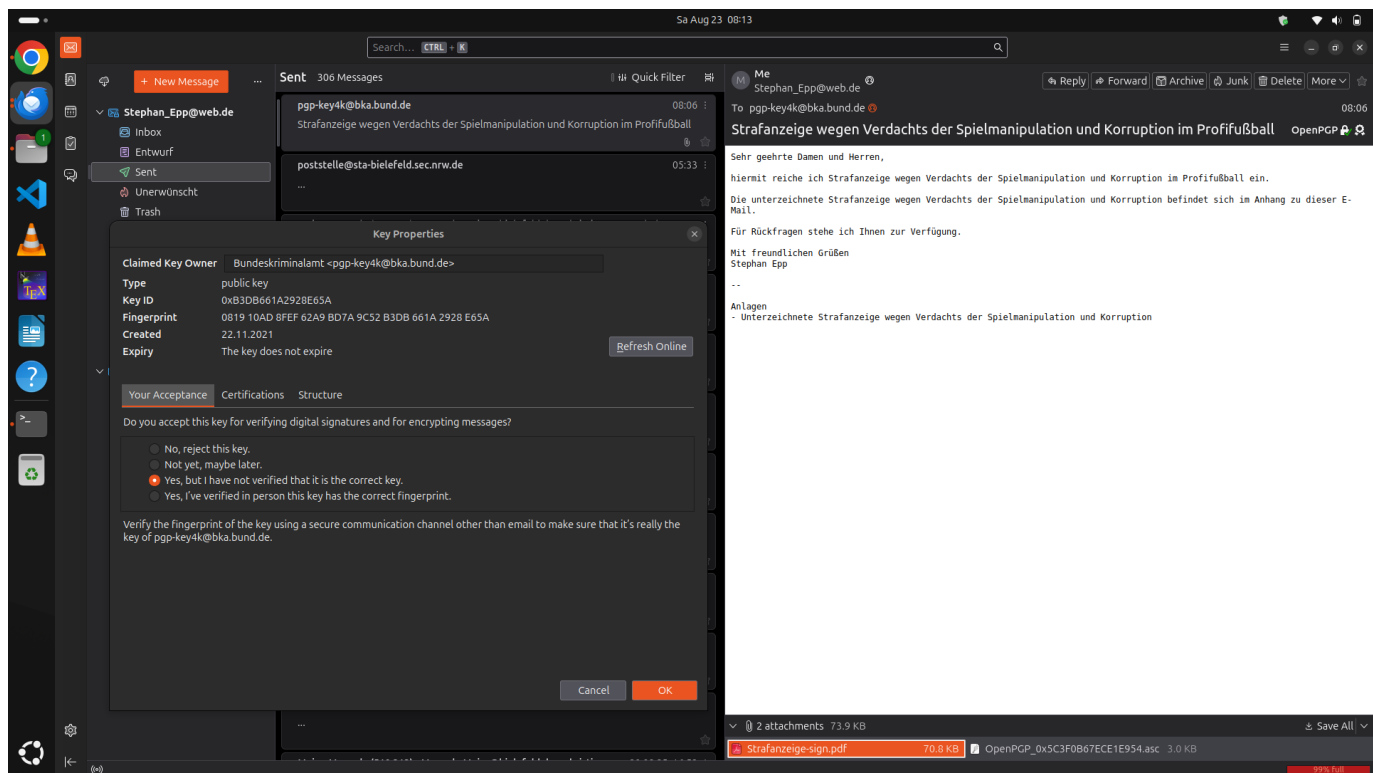 Sa Aug 23 08:13
Search... CTRL + K
+ New Message
...
Stephan_Epp@web.de
Inbox
Entwurf
Sent
Unerwünscht
Trash
Sent 306 Messages
Quick Filter
pgp-key4k@bka.bund.de 08:06
Strafanzeige wegen Verdachts der Spielmanipulation und Korruption im Profifußball
poststelle@sta-bielefeld.sec.nrw.de 05:33
...
Key Properties
Claimed Key Owner Bundeskriminalamt <pgp-key4k@bka.bund.de>
Type public key
Key ID 0xB3DB661A2928E65A
Fingerprint 0819 10AD 8FEF 62A9 BD7A 9C52 B3DB 661A 2928 E65A
Created 22.11.2021
Expiry The key does not expire
Refresh Online
Your Acceptance Certifications Structure
Do you accept this key for verifying digital signatures and for encrypting messages?
No, reject this key.
Not yet, maybe later.
Yes, but I have not verified that it is the correct key.
Yes, I've verified in person this key has the correct fingerprint.
Verify the fingerprint of the key using a secure communication channel other than email to make sure that it's really the
key of pgp-key4k@bka.bund.de.
Cancel OK
...
M
Me
Stephan_Epp@web.de
Reply Forward Archive Junk Delete More
To pgp-key4k@bka.bund.de 08:06
Strafanzeige wegen Verdachts der Spielmanipulation und Korruption im Profifußball OpenPGP
Sehr geehrte Damen und Herren,
hiermit reiche ich Strafanzeige wegen Verdachts der Spielmanipulation und Korruption im Profifußball ein.
Die unterzeichnete Strafanzeige wegen Verdachts der Spielmanipulation und Korruption befindet sich im Anhang zu dieser E-
Mail.
Für Rückfragen stehe ich Ihnen zur Verfügung.
Mit freundlichen Grüßen
Stephan Epp
--
Anlagen
- Unterzeichnete Strafanzeige wegen Verdachts der Spielmanipulation und Korruption
2 attachments 73.9 KB
Save All
Strafanzeige-sign.pdf 70.8 KB
OpenPGP_0x5C3F0B67ECE1E954.asc 3.0 KB
99% Full
1
TEX